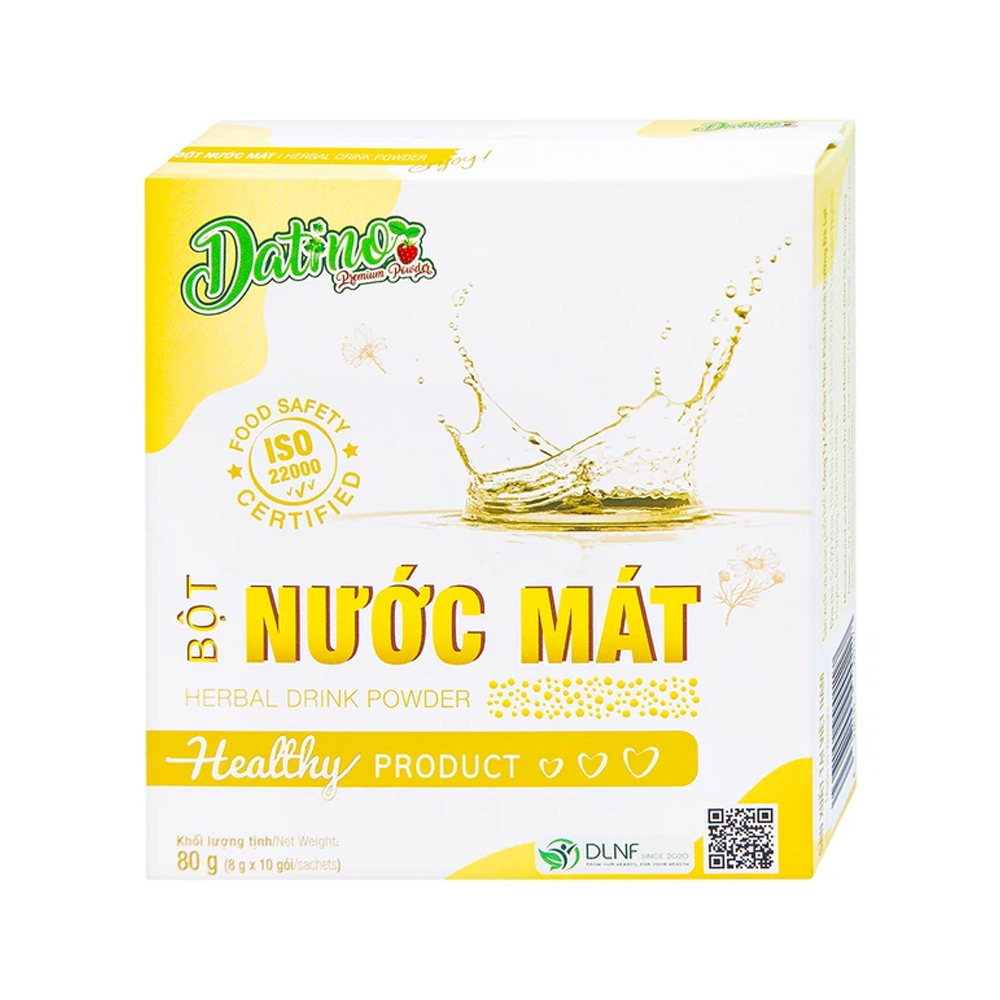 BỘT NƯỚC MÁT / HERBAL DRINK POWDER
Enjoy!
Datino
Premium Powder
FOOD SAFETY
ISO
22000
CERTIFIED
BỘT
NƯỚC MÁT
HERBAL DRINK POWDER
Healthy PRODUCT
Khối lượng tịnh/Net Weight:
80 g (8 g x 10 gói/sachets)
DLNF SINCE 2020
FROM OUR HEARTS, FOR YOUR HEALTH